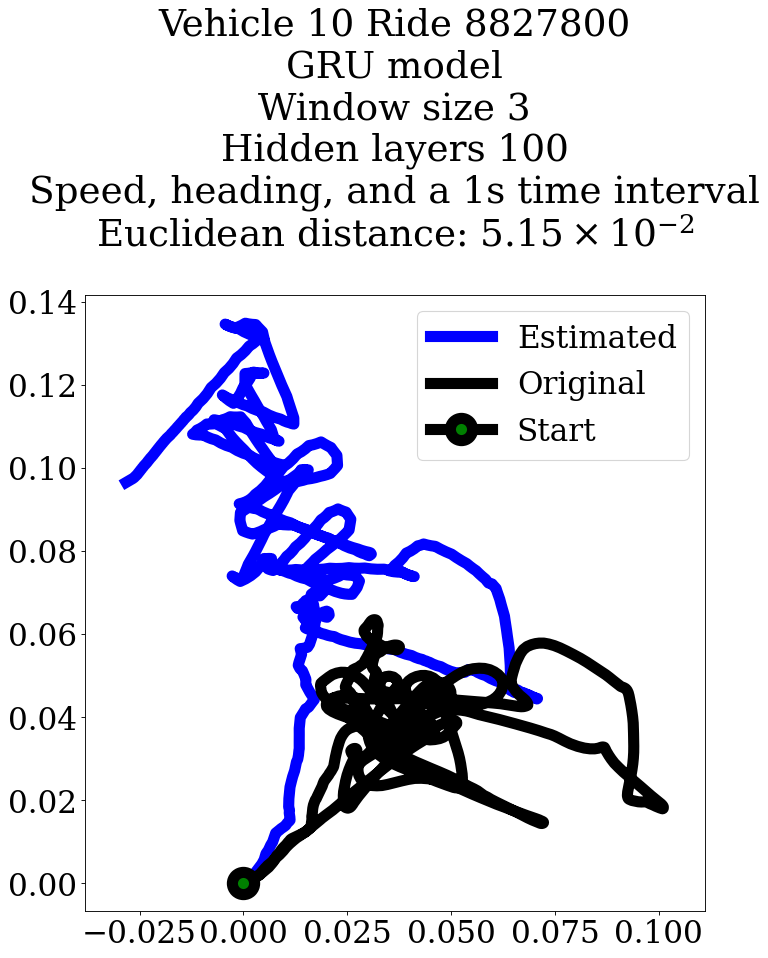 Vehicle 10 Ride 8827800
GRU model
Window size 3
Hidden layers 100
Speed, heading, and a 1s time interval
Euclidean distance: 5.15 × 10⁻²
0.14
0.12
0.10
0.08
0.06
0.04
0.02
0.00
Estimated
Original
Start
−0.025 0.000 0.025 0.050 0.075 0.100